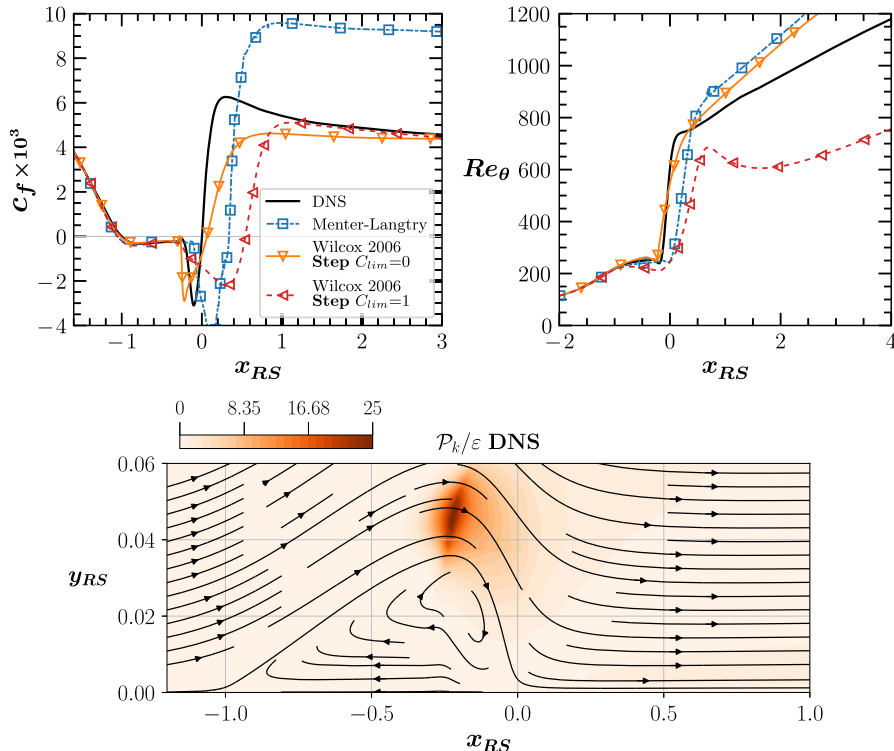 10
8
6
4
2
0
−2
−4
c_f ×10³
−1
0
1
2
3
x_RS
DNS
Menter-Langtry
Wilcox 2006
Step C_lim=0
Wilcox 2006
Step C_lim=1
1200
1000
800
600
400
200
0
Re_θ
−2
0
2
4
x_RS
0
8.35
16.68
25
P_k/ε DNS
0.06
0.04
0.02
0.00
y_RS
−1.0
−0.5
0.0
0.5
1.0
x_RS